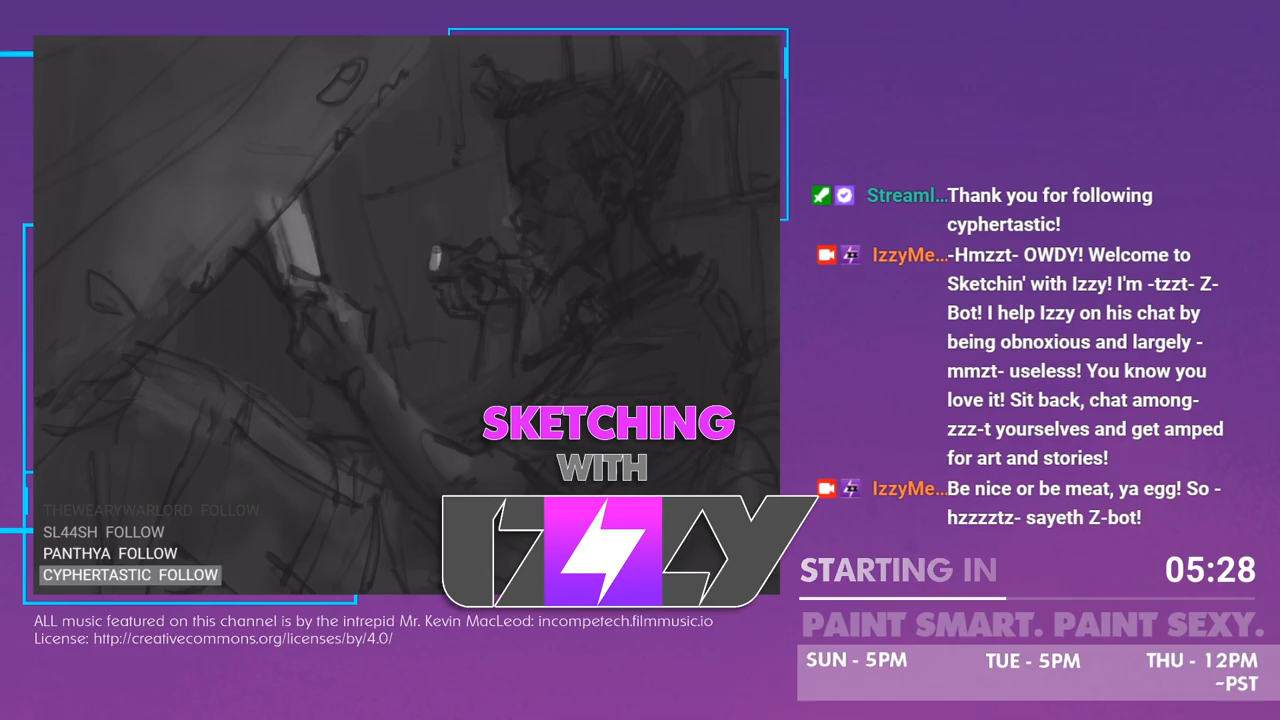 Streaml... Thank you for following
cyphertastic!
IzzyMe... -Hmzzt- OWDY! Welcome to
Sketchin' with Izzy! I'm -tzzt- Z-
Bot! I help Izzy on his chat by
being obnoxious and largely -
mmzt- useless! You know you
love it! Sit back, chat among-
zzz-t yourselves and get amped
for art and stories!
IzzyMe... Be nice or be meat, ya egg! So -
hzzzztz- sayeth Z-bot!
SKETCHING
WITH
IZZY
THEWEARYWARLORD FOLLOW
SL44SH FOLLOW
PANTHYA FOLLOW
CYPHERTASTIC FOLLOW
STARTING IN 05:28
PAINT SMART. PAINT SEXY.
SUN - 5PM TUE - 5PM THU - 12PM
~PST
ALL music featured on this channel is by the intrepid Mr. Kevin MacLeod: incompetech.filmmusic.io
License: http://creativecommons.org/licenses/by/4.0/